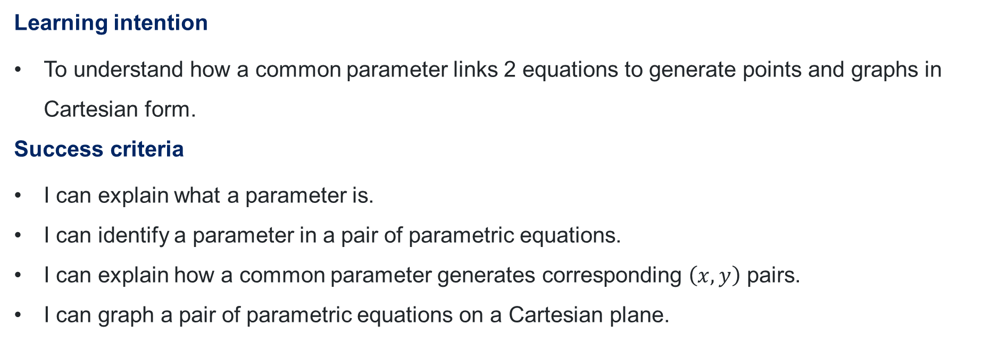 Learning intention
• To understand how a common parameter links 2 equations to generate points and graphs in
Cartesian form.
Success criteria
• I can explain what a parameter is.
• I can identify a parameter in a pair of parametric equations.
• I can explain how a common parameter generates corresponding (𝑥, 𝑦) pairs.
• I can graph a pair of parametric equations on a Cartesian plane.